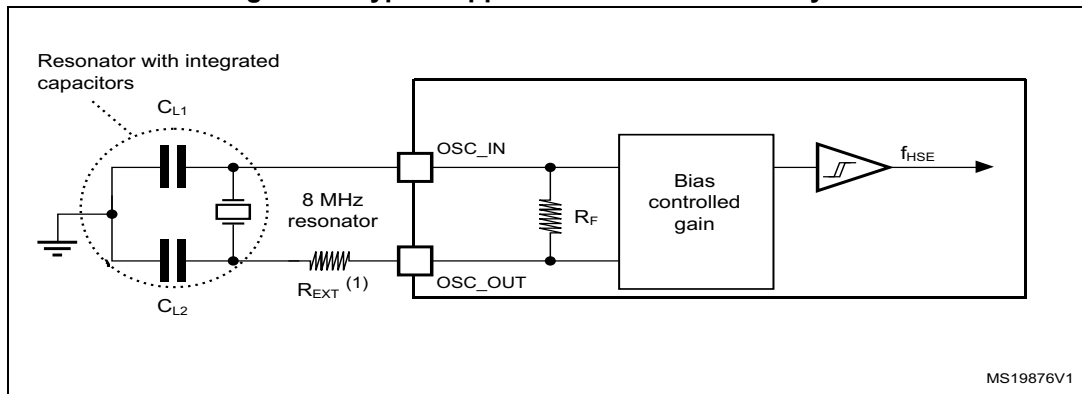 Resonator with integrated
capacitors
CL1
OSC_IN
fHSE
8 MHz
resonator
RF
Bias
controlled
gain
REXT (1)
OSC_OUT
CL2
MS19876V1